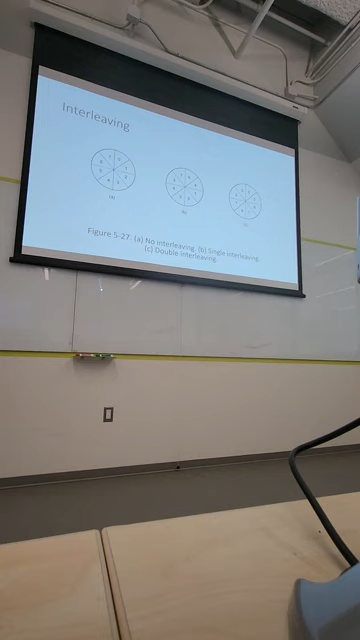 Interleaving
(a)
(b)
Figure 5-27. (a) No interleaving. (b) Single interleaving.
(c) Double interleaving.